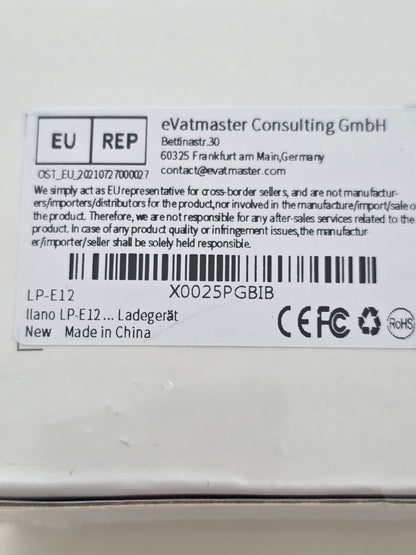 EU REP
eVatmaster Consulting GmbH
Bettinastr.30
60325 Frankfurt am Main,Germany
contact@evatmaster.com
OST_EU_20210727000027
We simply act as EU representative for cross-border sellers, and are not manufactur-
ers/importers/distributors for the product,nor involved in the manufacture/import/sale o
the product. Therefore, we are not responsible for any after-sales services related to the
product. In case of any product quality or infringement issues,the manufactur-
er/importer/seller shall be solely held responsible.
X0025PGBIB
LP-E12
llano LP-E12... Ladegerät
New Made in China
CE FC RoHS